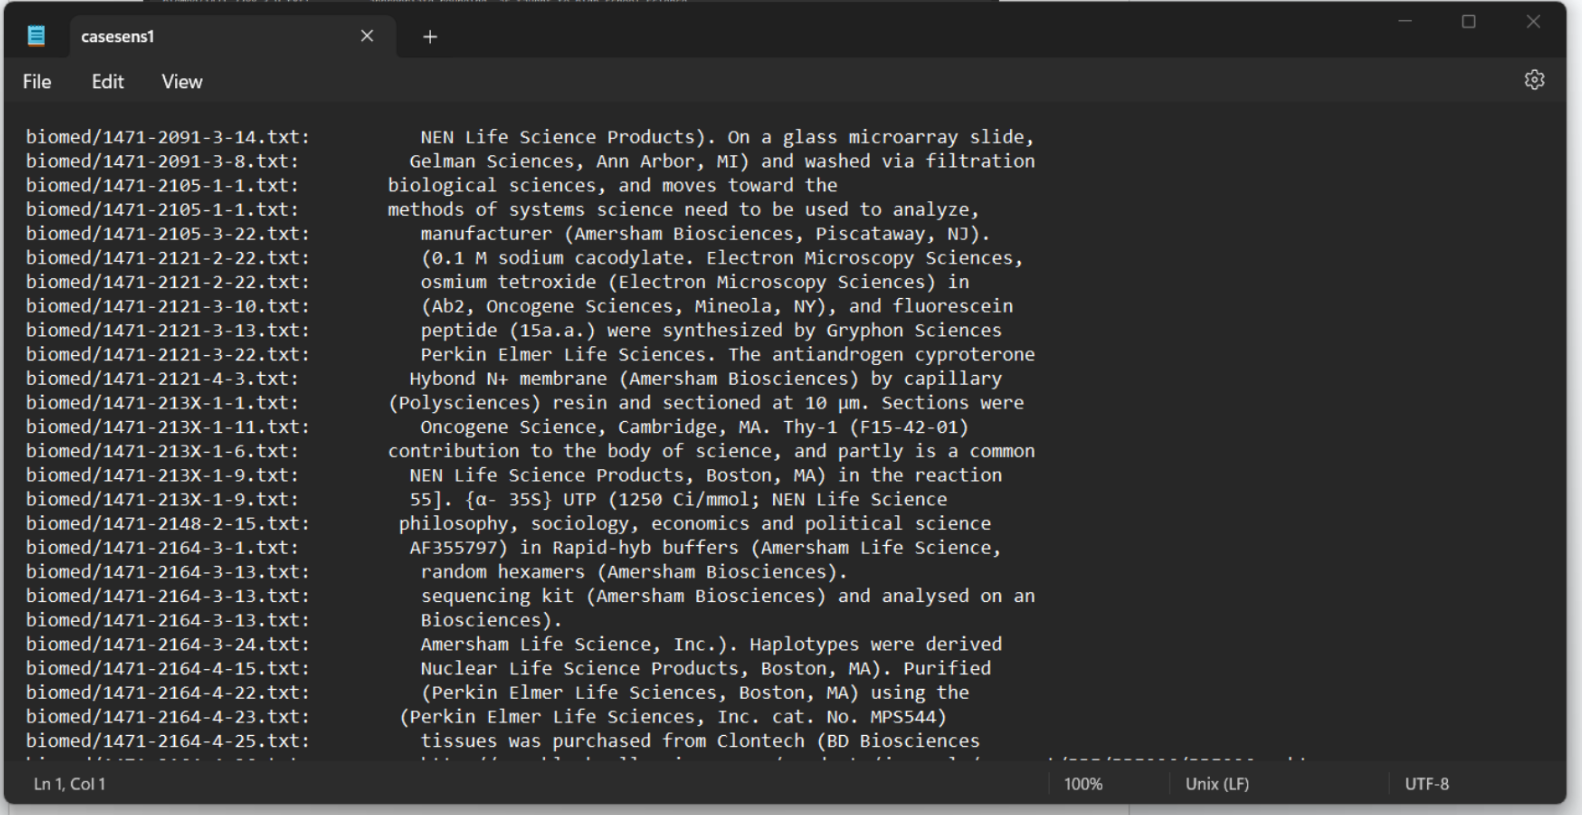 casesens1
File Edit View
biomed/1471-2091-3-14.txt: NEN Life Science Products). On a glass microarray slide,
biomed/1471-2091-3-8.txt: Gelman Sciences, Ann Arbor, MI) and washed via filtration
biomed/1471-2105-1-1.txt: biological sciences, and moves toward the
biomed/1471-2105-1-1.txt: methods of systems science need to be used to analyze,
biomed/1471-2105-3-22.txt: manufacturer (Amersham Biosciences, Piscataway, NJ).
biomed/1471-2121-2-22.txt: (0.1 M sodium cacodylate. Electron Microscopy Sciences,
biomed/1471-2121-2-22.txt: osmium tetroxide (Electron Microscopy Sciences) in
biomed/1471-2121-3-10.txt: (Ab2, Oncogene Sciences, Mineola, NY), and fluorescein
biomed/1471-2121-3-13.txt: peptide (15a.a.) were synthesized by Gryphon Sciences
biomed/1471-2121-3-22.txt: Perkin Elmer Life Sciences. The antiandrogen cyproterone
biomed/1471-2121-4-3.txt: Hybond N+ membrane (Amersham Biosciences) by capillary
biomed/1471-213X-1-1.txt: (Polysciences) resin and sectioned at 10 µm. Sections were
biomed/1471-213X-1-11.txt: Oncogene Science, Cambridge, MA. Thy-1 (F15-42-01)
biomed/1471-213X-1-6.txt: contribution to the body of science, and partly is a common
biomed/1471-213X-1-9.txt: NEN Life Science Products, Boston, MA) in the reaction
biomed/1471-213X-1-9.txt: 55]. {α- 35S} UTP (1250 Ci/mmol; NEN Life Science
biomed/1471-2148-2-15.txt: philosophy, sociology, economics and political science
biomed/1471-2164-3-1.txt: AF355797) in Rapid-hyb buffers (Amersham Life Science,
biomed/1471-2164-3-13.txt: random hexamers (Amersham Biosciences).
biomed/1471-2164-3-13.txt: sequencing kit (Amersham Biosciences) and analysed on an
biomed/1471-2164-3-13.txt: Biosciences).
biomed/1471-2164-3-24.txt: Amersham Life Science, Inc.). Haplotypes were derived
biomed/1471-2164-4-15.txt: Nuclear Life Science Products, Boston, MA). Purified
biomed/1471-2164-4-22.txt: (Perkin Elmer Life Sciences, Boston, MA) using the
biomed/1471-2164-4-23.txt: (Perkin Elmer Life Sciences, Inc. cat. No. MPS544)
biomed/1471-2164-4-25.txt: tissues was purchased from Clontech (BD Biosciences
Ln 1, Col 1 100% Unix (LF) UTF-8